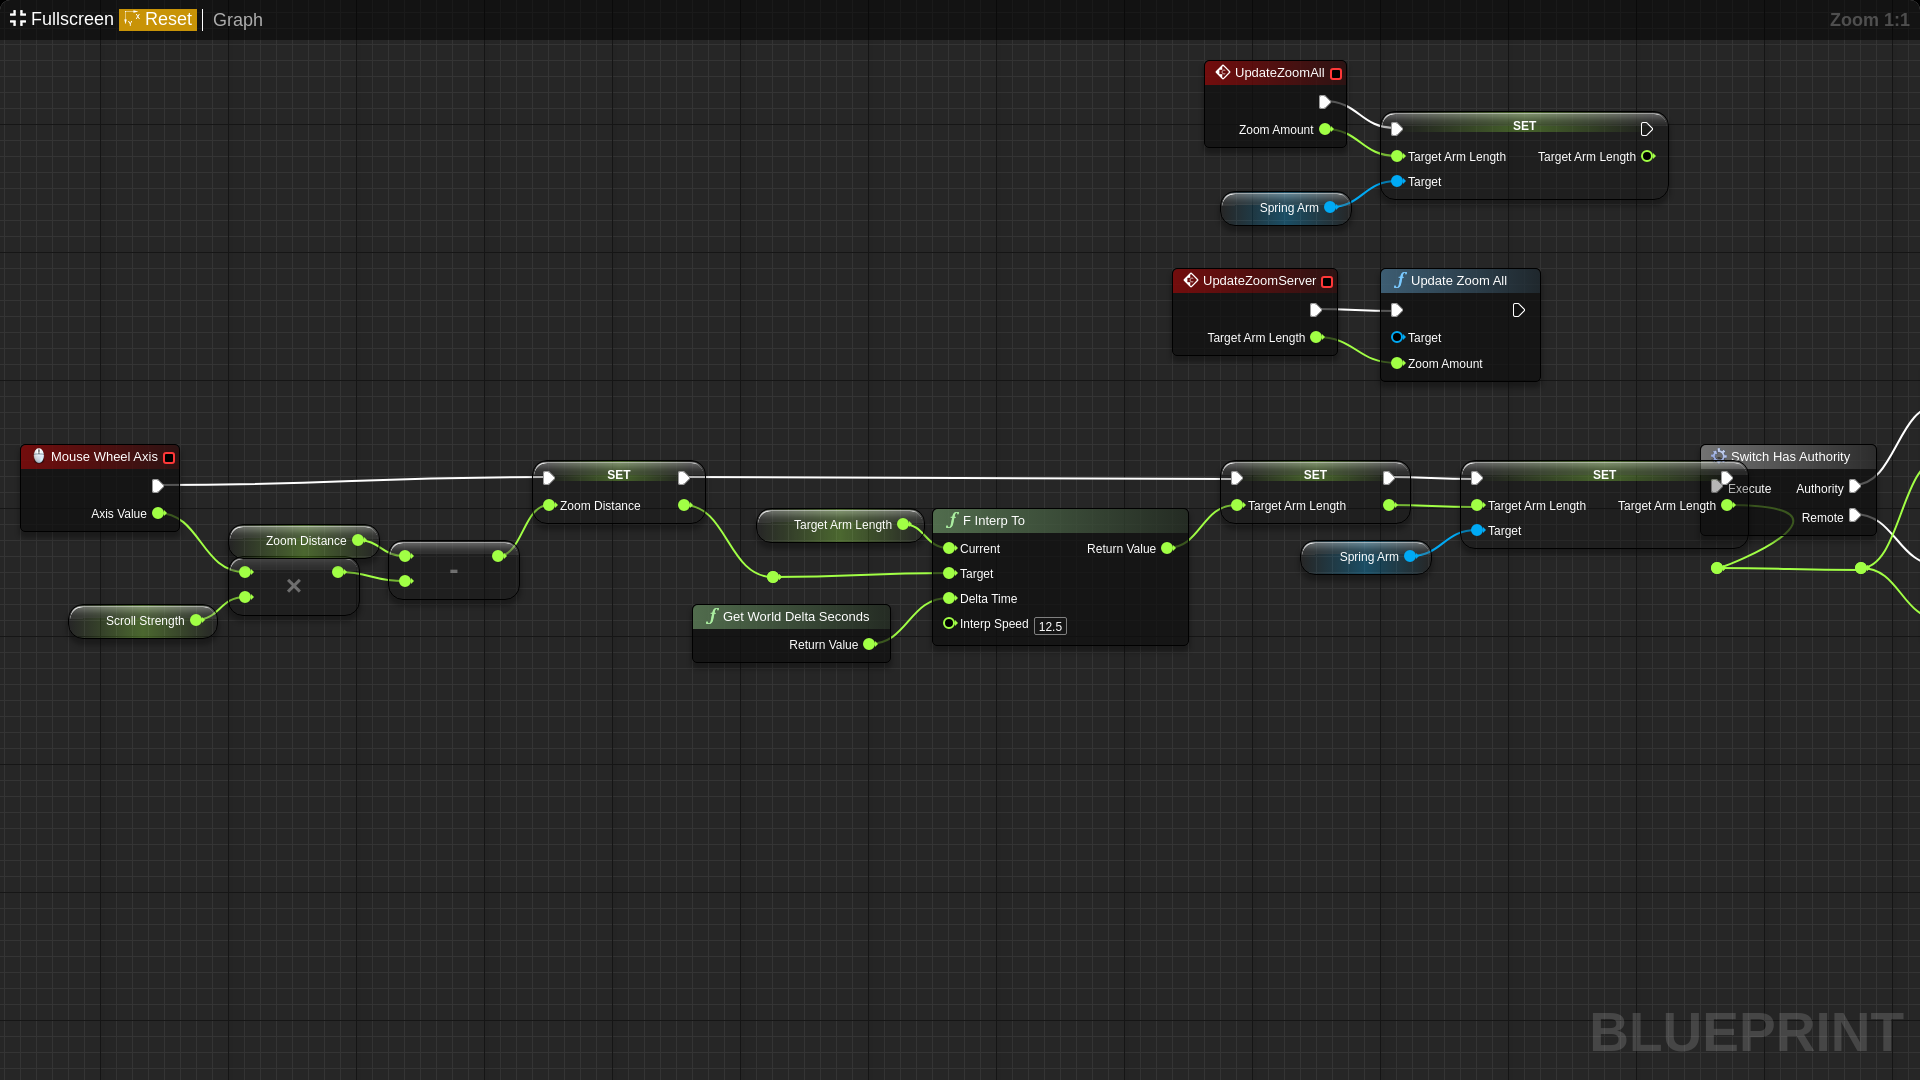 Fullscreen Reset Graph
Zoom 1:1
UpdateZoomAll
Zoom Amount
SET
Target Arm Length Target Arm Length
Target
Spring Arm
UpdateZoomServer
Target Arm Length
Update Zoom All
Target
Zoom Amount
Mouse Wheel Axis
Axis Value
Zoom Distance
×
Scroll Strength
-
SET
Zoom Distance
Target Arm Length
F Interp To
Current Return Value
Target
Delta Time
Interp Speed 12.5
Get World Delta Seconds
Return Value
SET
Target Arm Length
Spring Arm
SET
Target Arm Length Target Arm Length
Target
Switch Has Authority
Execute Authority
Remote
BLUEPRINT